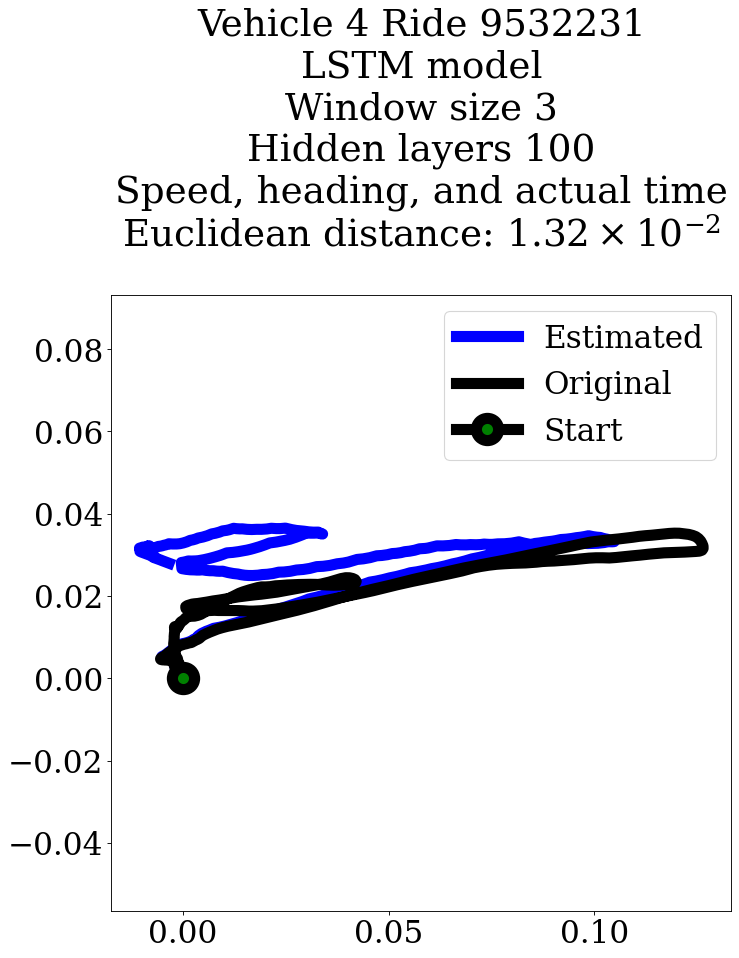 Vehicle 4 Ride 9532231
LSTM model
Window size 3
Hidden layers 100
Speed, heading, and actual time
Euclidean distance: 1.32 × 10⁻²
Estimated
Original
Start
0.08
0.06
0.04
0.02
0.00
−0.02
−0.04
0.00 0.05 0.10